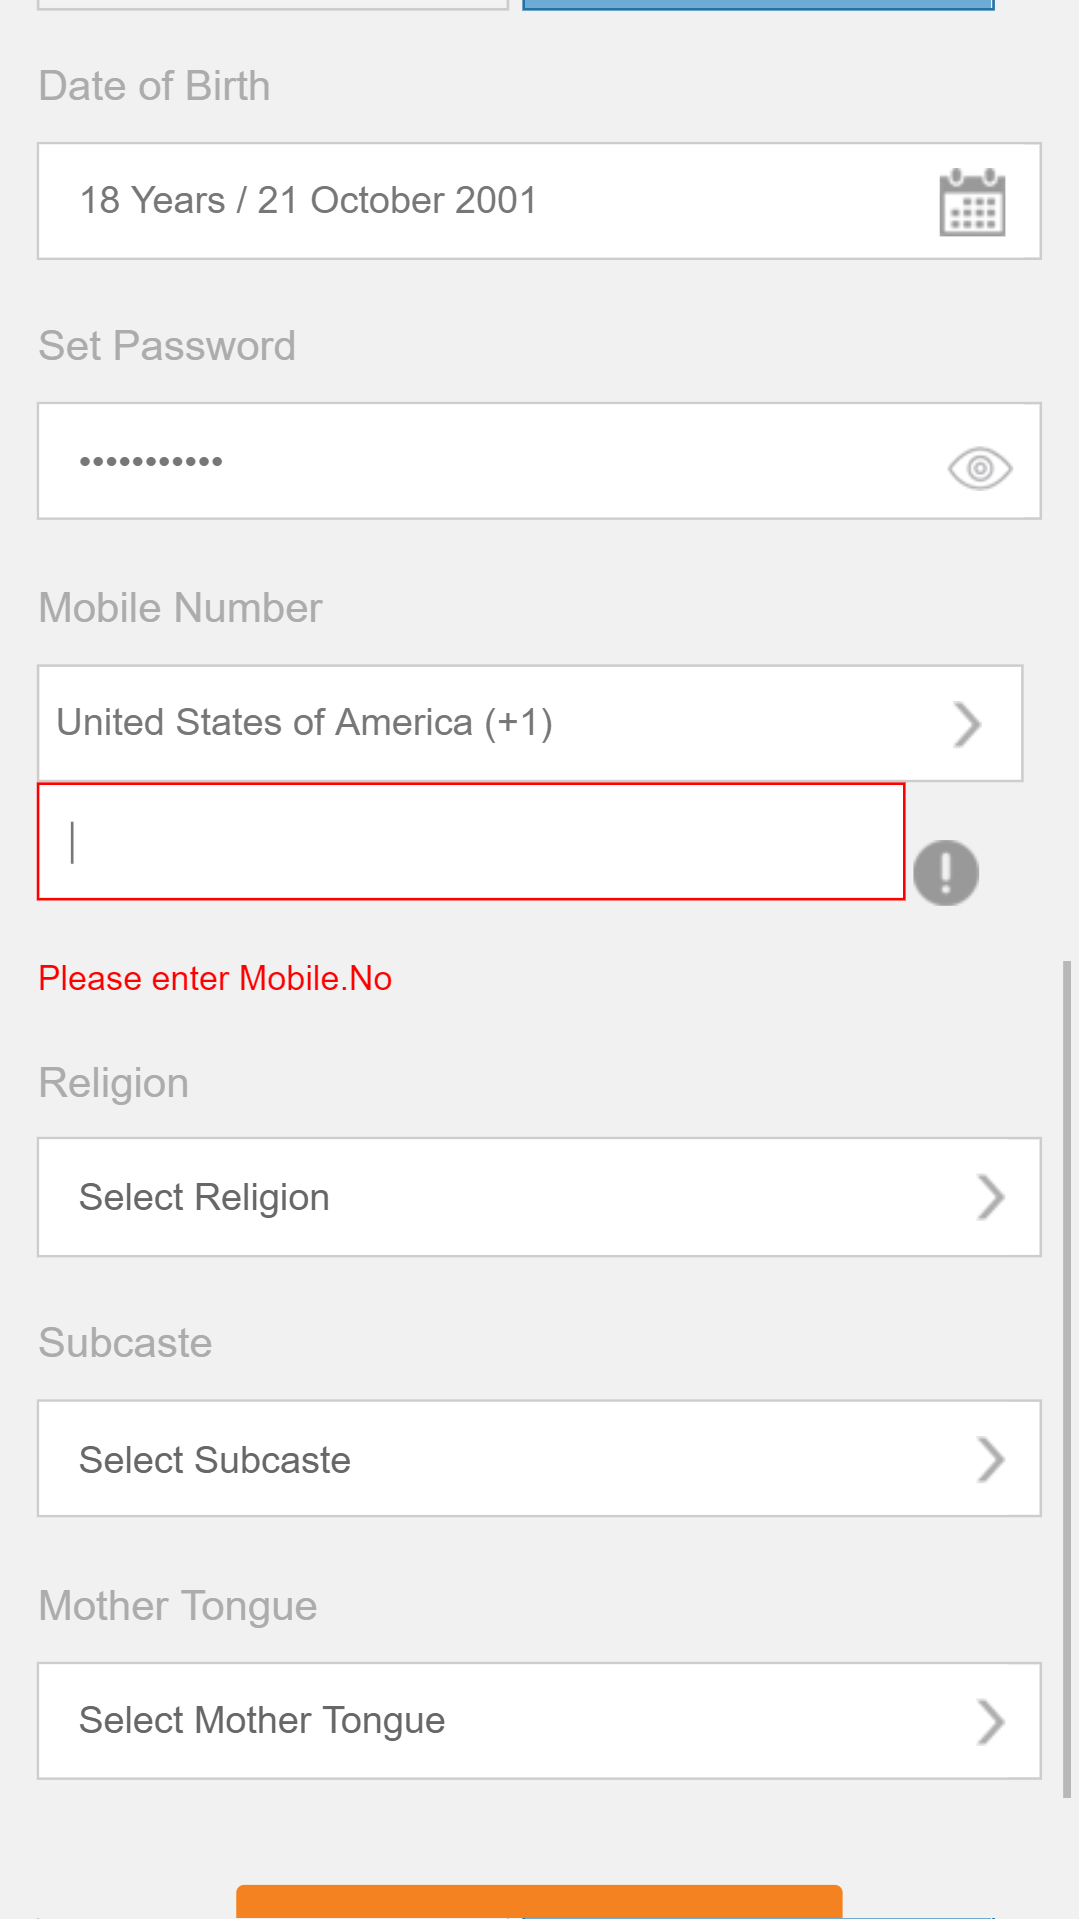 Date of Birth
18 Years / 21 October 2001
Set Password
•••••••••••
Mobile Number
United States of America (+1)
Please enter Mobile.No
Religion
Select Religion
Subcaste
Select Subcaste
Mother Tongue
Select Mother Tongue